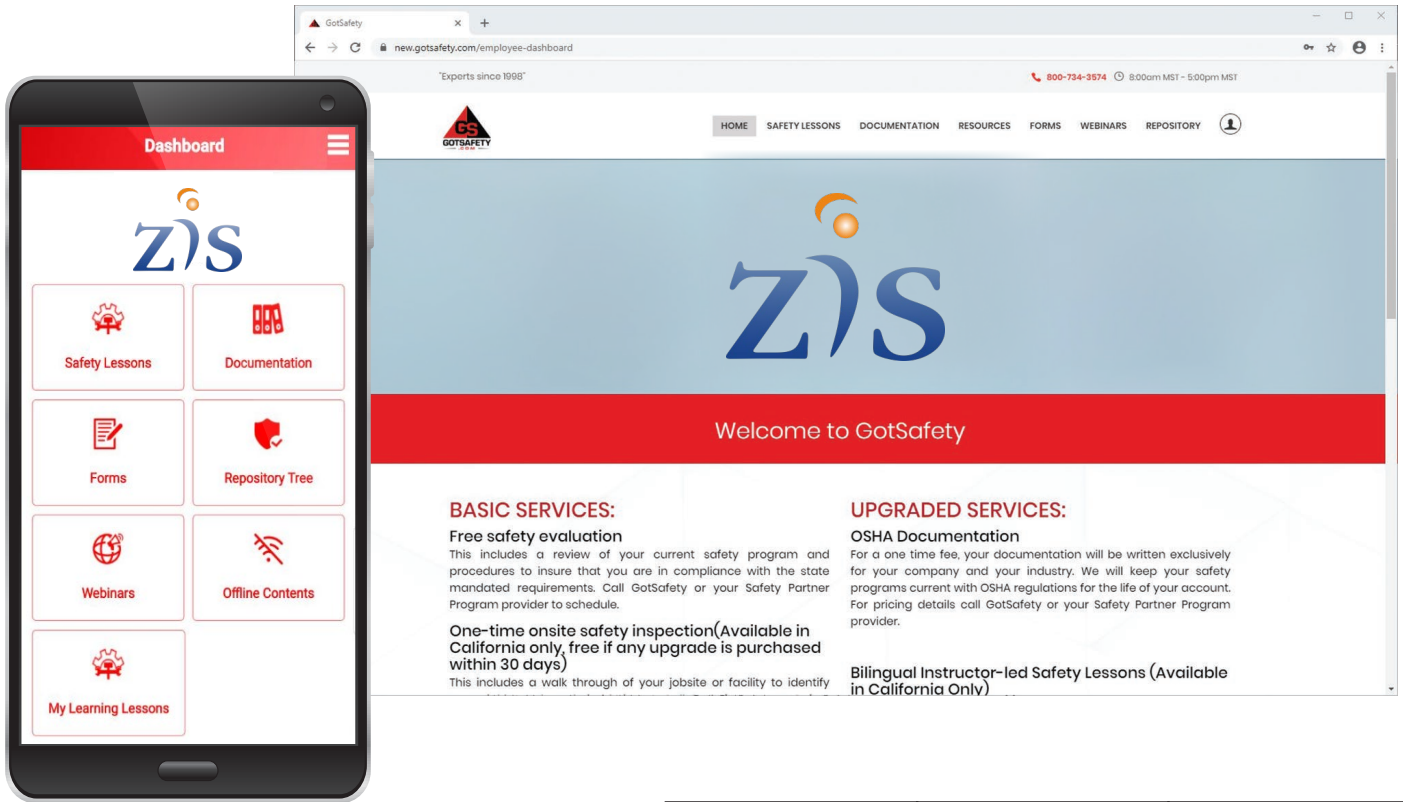 GotSafety
new.gotsafety.com/employee-dashboard
"Experts since 1998"
800-734-3574 8:00am MST - 5:00pm MST
GS
GOTSAFETY
.COM
HOME SAFETY LESSONS DOCUMENTATION RESOURCES FORMS WEBINARS REPOSITORY
zis
Welcome to GotSafety
BASIC SERVICES:
Free safety evaluation
This includes a review of your current safety program and
procedures to insure that you are in compliance with the state
mandated requirements. Call GotSafety or your Safety Partner
Program provider to schedule.
One-time onsite safety inspection(Available in
California only, free if any upgrade is purchased
within 30 days)
This includes a walk through of your jobsite or facility to identify
UPGRADED SERVICES:
OSHA Documentation
For a one time fee, your documentation will be written exclusively
for your company and your industry. We will keep your safety
programs current with OSHA regulations for the life of your account.
For pricing details call GotSafety or your Safety Partner Program
provider.
Bilingual Instructor-led Safety Lessons (Available
in California Only)
Dashboard
zis
Safety Lessons
Documentation
Forms
Repository Tree
Webinars
Offline Contents
My Learning Lessons